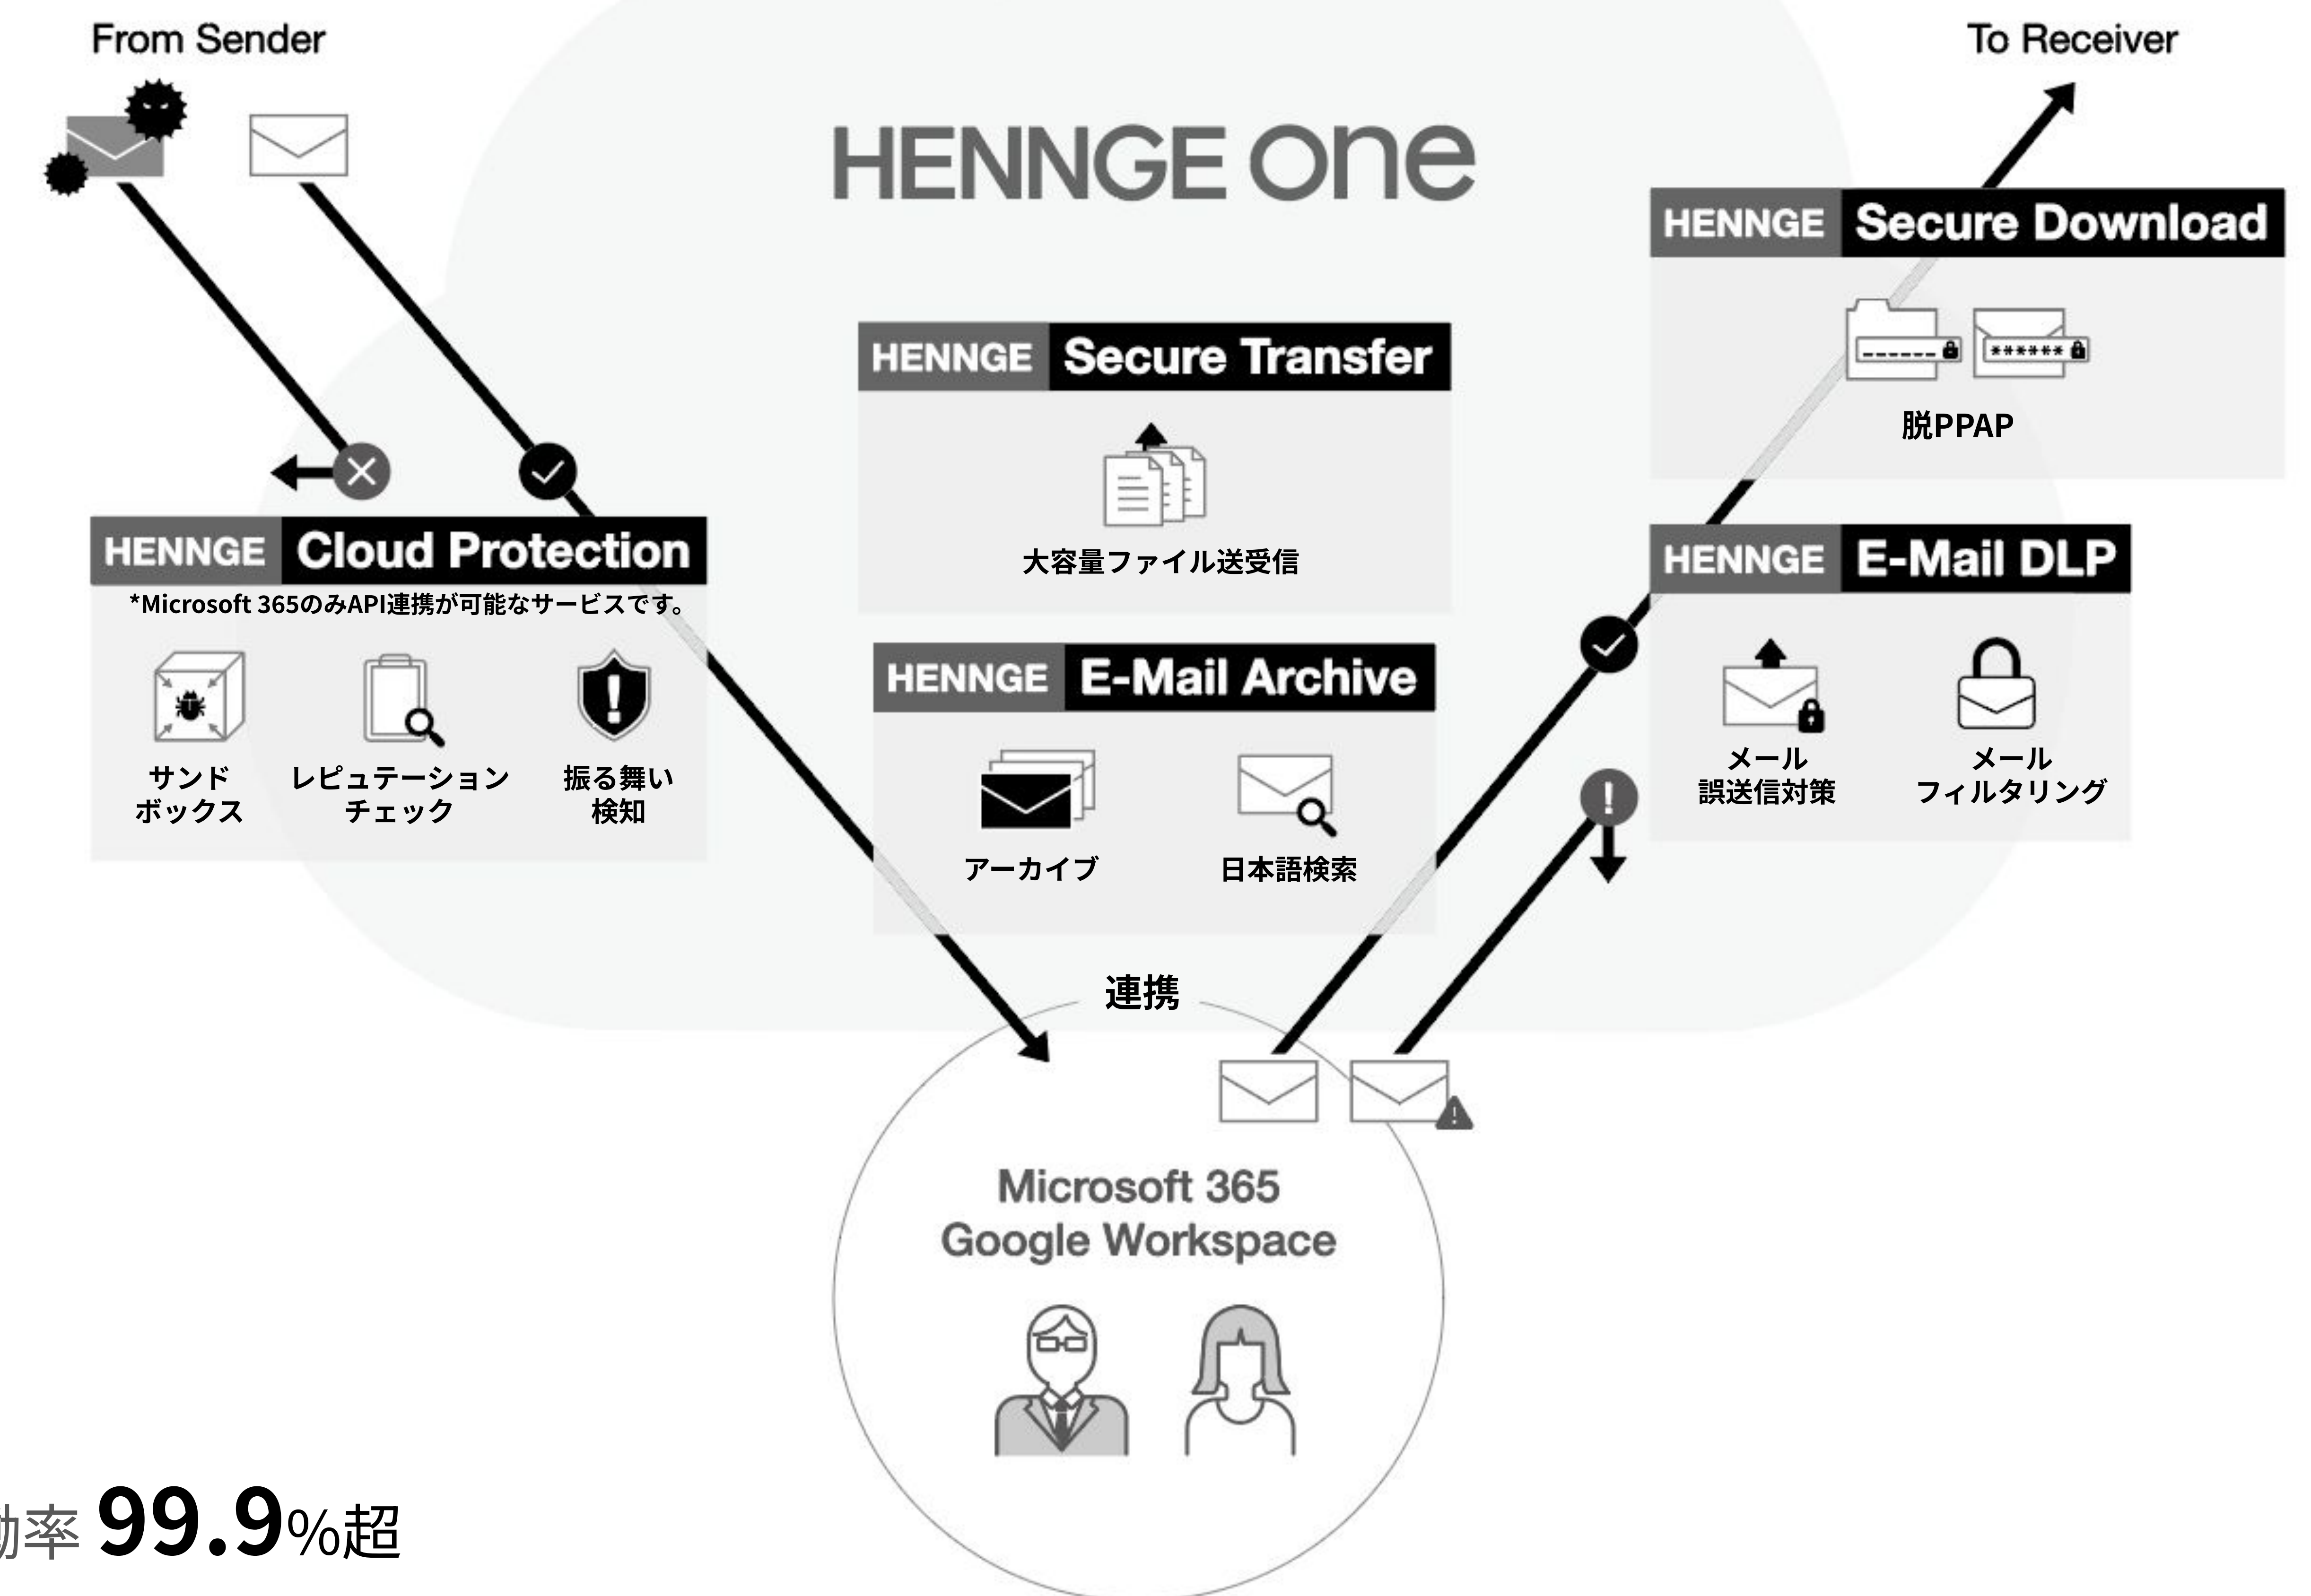 From Sender
To Receiver
HENNGE one
HENNGE Secure Download
脱PPAP
HENNGE Secure Transfer
大容量ファイル送受信
HENNGE Cloud Protection
*Microsoft 365のみAPI連携が可能なサービスです。
サンド
ボックス
レピュテーション
チェック
振る舞い
検知
HENNGE E-Mail DLP
メール
誤送信対策
メール
フィルタリング
HENNGE E-Mail Archive
アーカイブ
日本語検索
連携
Microsoft 365
Google Workspace
率 99.9%超